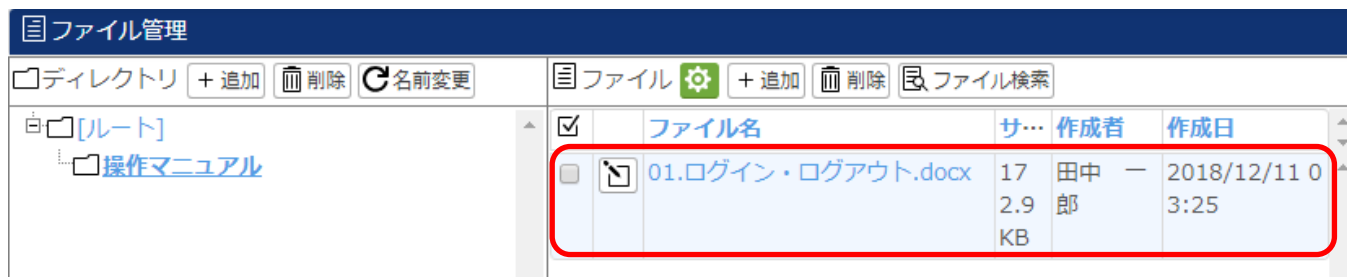 ファイル管理
ディレクトリ + 追加 削除 名前変更
ファイル + 追加 削除 ファイル検索
[ルート]
操作マニュアル
ファイル名 サ… 作成者 作成日
01.ログイン・ログアウト.docx 17 田中 一 2018/12/11 0
2.9 郎 3:25
KB